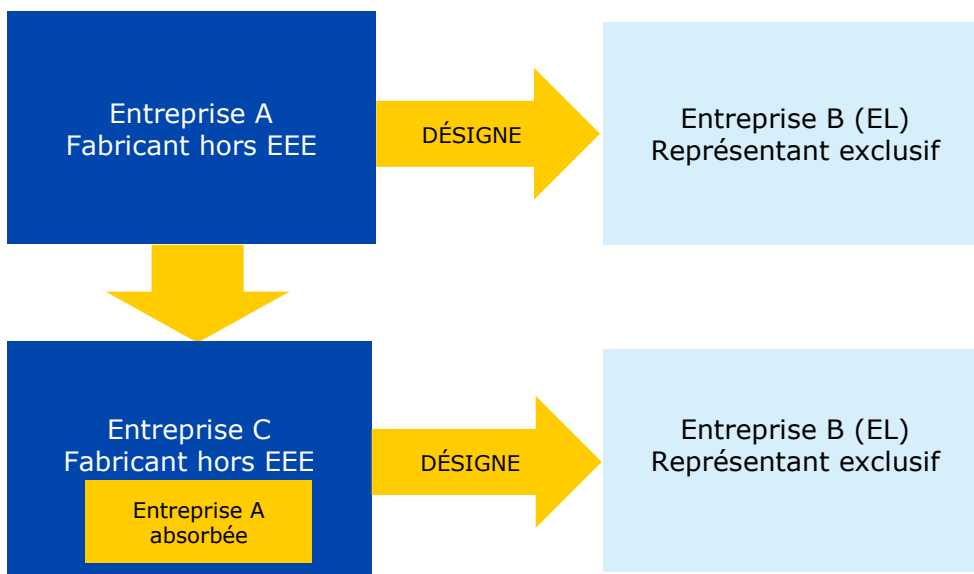 Entreprise A
Fabricant hors EEE
DÉSIGNE
Entreprise B (EL)
Représentant exclusif
Entreprise C
Fabricant hors EEE
Entreprise A
absorbée
DÉSIGNE
Entreprise B (EL)
Représentant exclusif